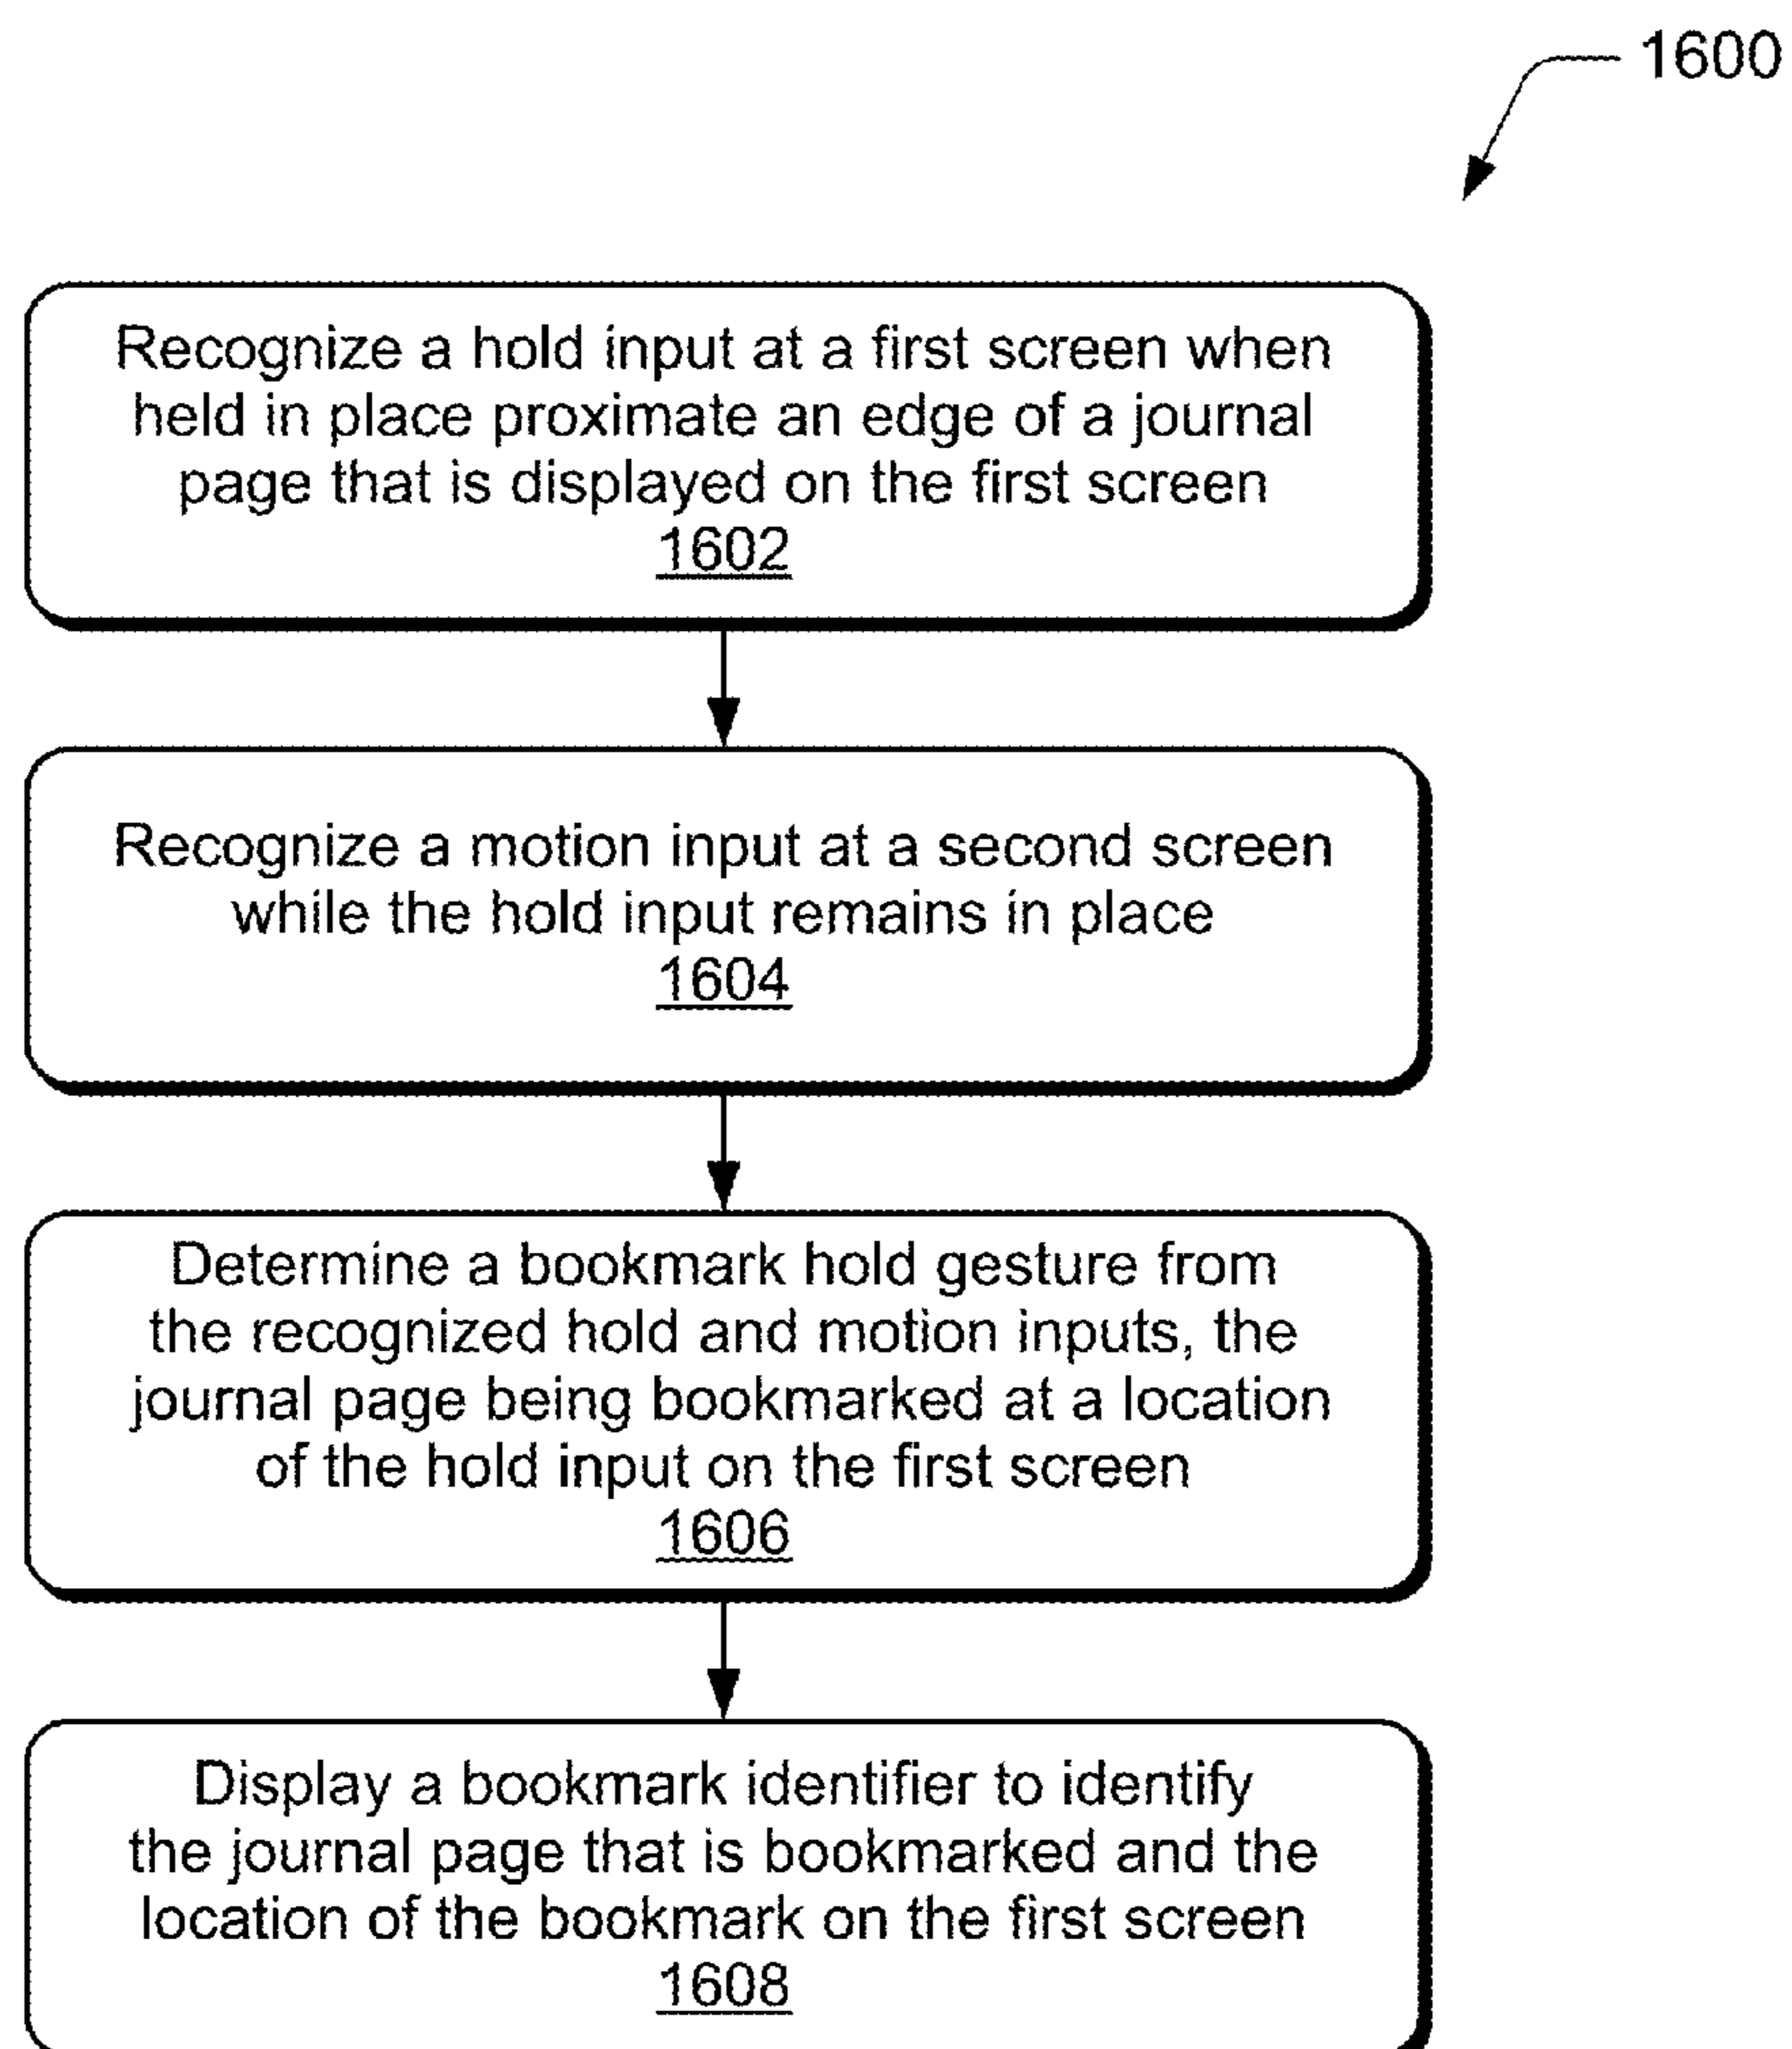 1600
Recognize a hold input at a first screen when
held in place proximate an edge of a journal
page that is displayed on the first screen
1602
Recognize a motion input at a second screen
while the hold input remains in place
1604
Determine a bookmark hold gesture from
the recognized hold and motion inputs, the
journal page being bookmarked at a location
of the hold input on the first screen
1606
Display a bookmark identifier to identify
the journal page that is bookmarked and the
location of the bookmark on the first screen
1608